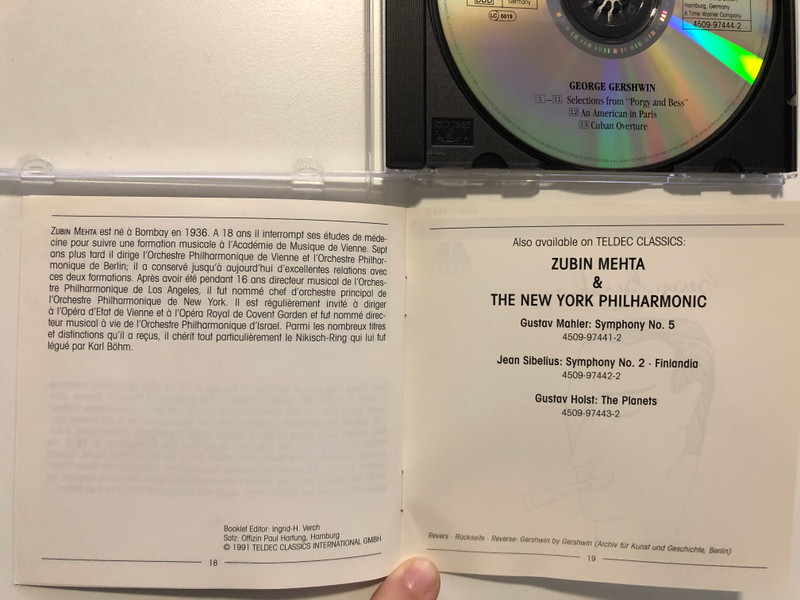 DDD
Germany
LC 6019
Hamburg, Germany
A Time Warner Company
4509-97444-2
GEORGE GERSHWIN
1–11 Selections from "Porgy and Bess"
12 An American in Paris
13 Cuban Overture
ZUBIN MEHTA est né à Bombay en 1936. A 18 ans il interrompt ses études de méde-
cine pour suivre une formation musicale à l'Académie de Musique de Vienne. Sept
ans plus tard il dirige l'Orchestre Philharmonique de Vienne et l'Orchestre Philhar-
monique de Berlin; il a conservé jusqu'à aujourd'hui d'excellentes relations avec
ces deux formations. Après avoir été pendant 16 ans directeur musical de l'Orches-
tre Philharmonique de Los Angeles, il fut nommé chef d'orchestre principal de
l'Orchestre Philharmonique de New York. Il est régulièrement invité à diriger
à l'Opéra d'Etat de Vienne et à l'Opéra Royal de Covent Garden et fut nommé direc-
teur musical à vie de l'Orchestre Philharmonique d'Israel. Parmi les nombreux titres
et distinctions qu'il a reçus, il chérit tout particulièrement le Nikisch-Ring qui lui fut
légué par Karl Böhm.
Booklet Editor: Ingrid-H. Verch
Satz: Offizin Paul Hartung, Hamburg
© 1991 TELDEC CLASSICS INTERNATIONAL GMBH
18
Also available on TELDEC CLASSICS:
ZUBIN MEHTA
&
THE NEW YORK PHILHARMONIC
Gustav Mahler: Symphony No. 5
4509-97441-2
Jean Sibelius: Symphony No. 2 · Finlandia
4509-97442-2
Gustav Holst: The Planets
4509-97443-2
Revers · Rückseite · Reverse: Gershwin by Gershwin (Archiv für Kunst und Geschichte, Berlin)
19